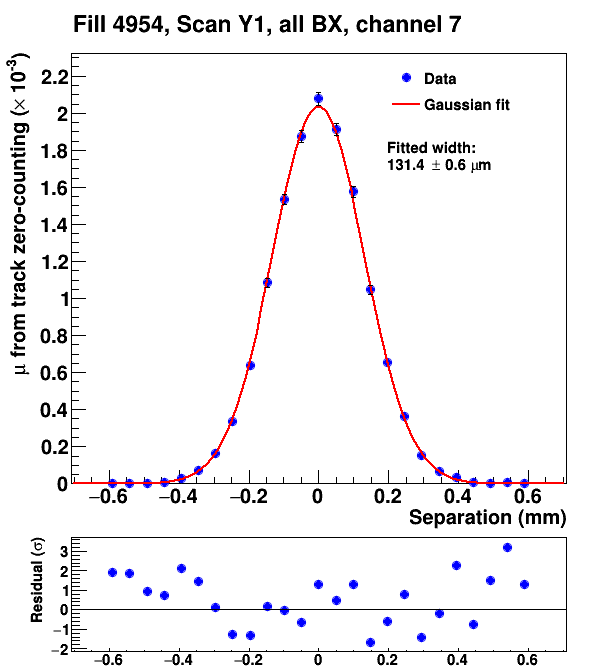 Fill 4954, Scan Y1, all BX, channel 7
μ from track zero-counting (× 10⁻³)
2.2
2
1.8
1.6
1.4
1.2
1
0.8
0.6
0.4
0.2
0
Data
Gaussian fit
Fitted width:
131.4 ± 0.6 μm
−0.6 −0.4 −0.2 0 0.2 0.4 0.6
Separation (mm)
Residual (σ)
3
2
1
0
−1
−2
−0.6 −0.4 −0.2 0 0.2 0.4 0.6